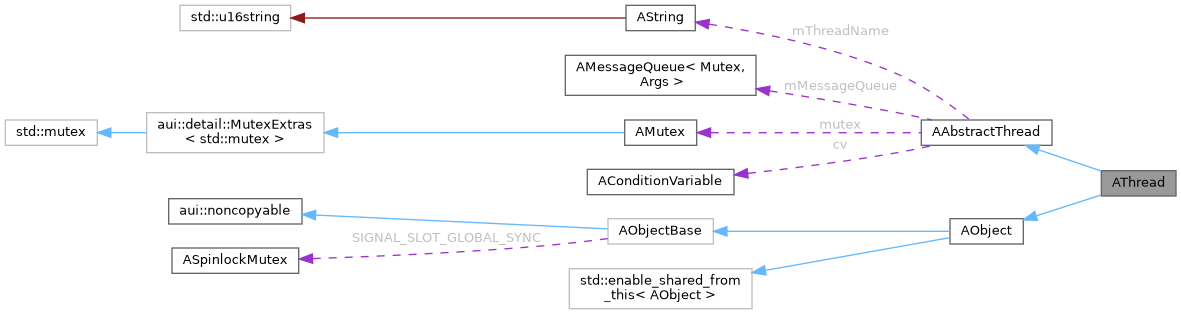 std::u16string
AString
mThreadName
AMessageQueue< Mutex,
Args >
mMessageQueue
std::mutex
aui::detail::MutexExtras
< std::mutex >
AMutex
mutex
AAbstractThread
cv
AConditionVariable
AThread
aui::noncopyable
AObjectBase
AObject
SIGNAL_SLOT_GLOBAL_SYNC
ASpinlockMutex
std::enable_shared_from
_this< AObject >